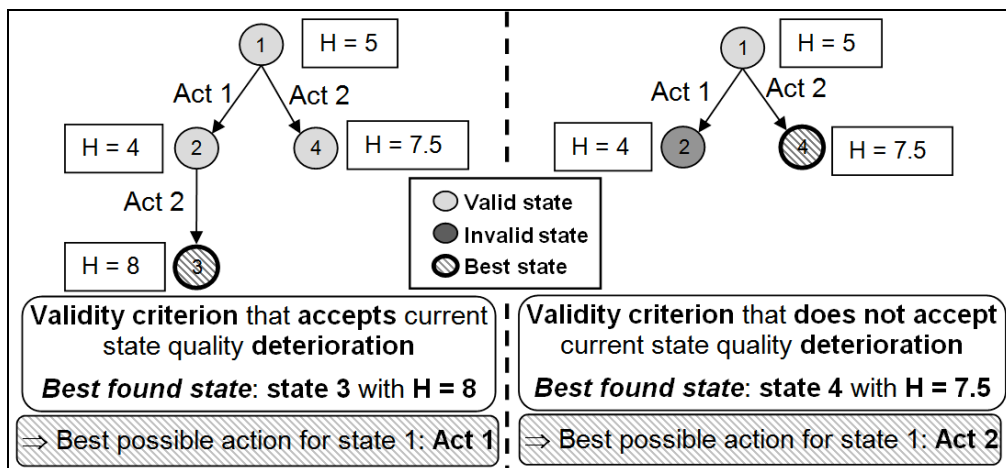 1
H = 5
Act 1
Act 2
H = 4
2
4
H = 7.5
Act 2
H = 8
3
Validity criterion that accepts current
state quality deterioration
Best found state: state 3 with H = 8
⇒ Best possible action for state 1: Act 1
1
H = 5
Act 1
Act 2
H = 4
2
4
H = 7.5
Valid state
Invalid state
Best state
Validity criterion that does not accept
current state quality deterioration
Best found state: state 4 with H = 7.5
⇒ Best possible action for state 1: Act 2